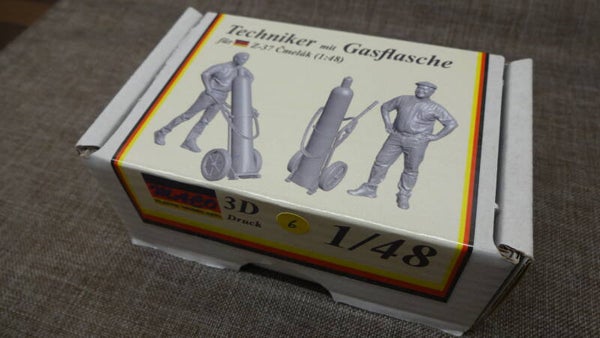 Techniker mit Gasflasche
für Z-37 Čmelák (1:48)
3D
Druck
6
1/48